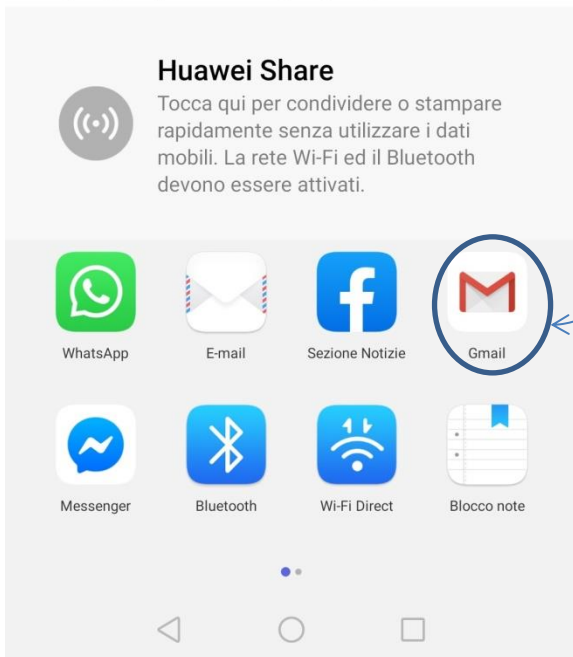 Huawei Share
Tocca qui per condividere o stampare
rapidamente senza utilizzare i dati
mobili. La rete Wi-Fi ed il Bluetooth
devono essere attivati.
WhatsApp
E-mail
Sezione Notizie
Gmail
Messenger
Bluetooth
Wi-Fi Direct
Blocco note